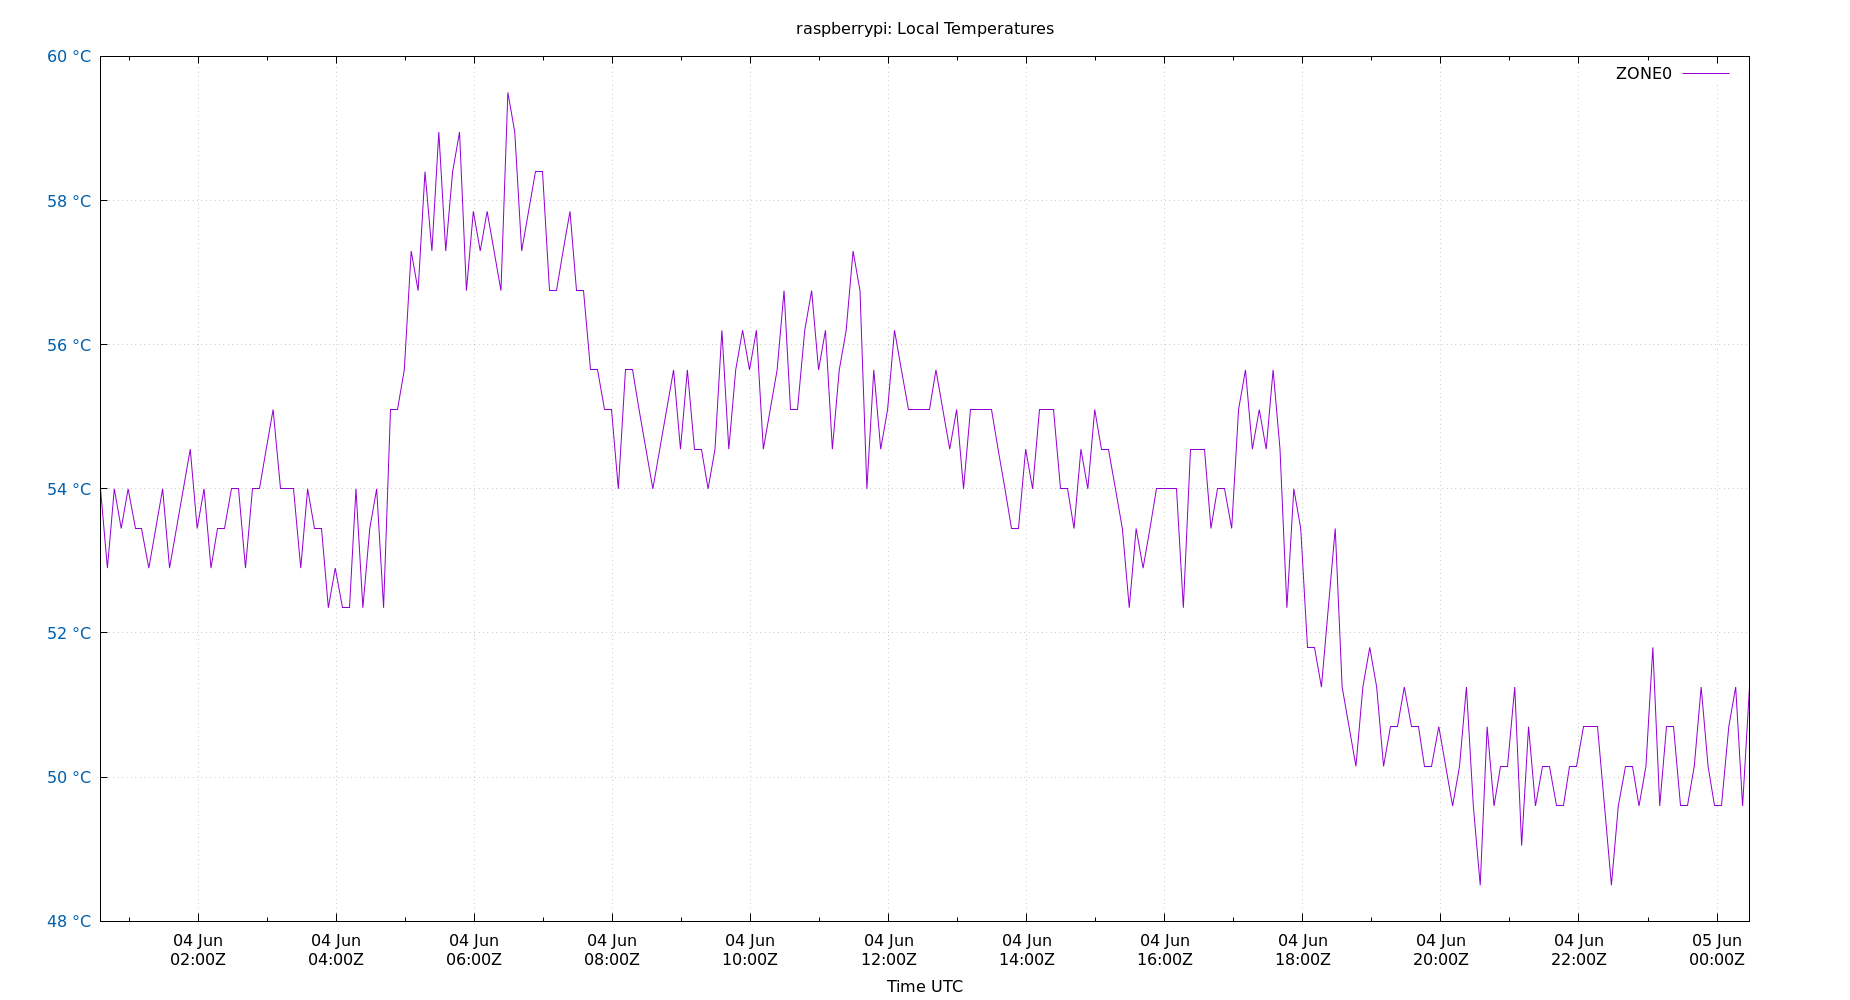 raspberrypi: Local Temperatures
60 °C
ZONE0
58 °C
56 °C
54 °C
52 °C
50 °C
48 °C
04 Jun 04 Jun 04 Jun 04 Jun 04 Jun 04 Jun 04 Jun 04 Jun 04 Jun 04 Jun 04 Jun 05 Jun
02:00Z 04:00Z 06:00Z 08:00Z 10:00Z 12:00Z 14:00Z 16:00Z 18:00Z 20:00Z 22:00Z 00:00Z
Time UTC